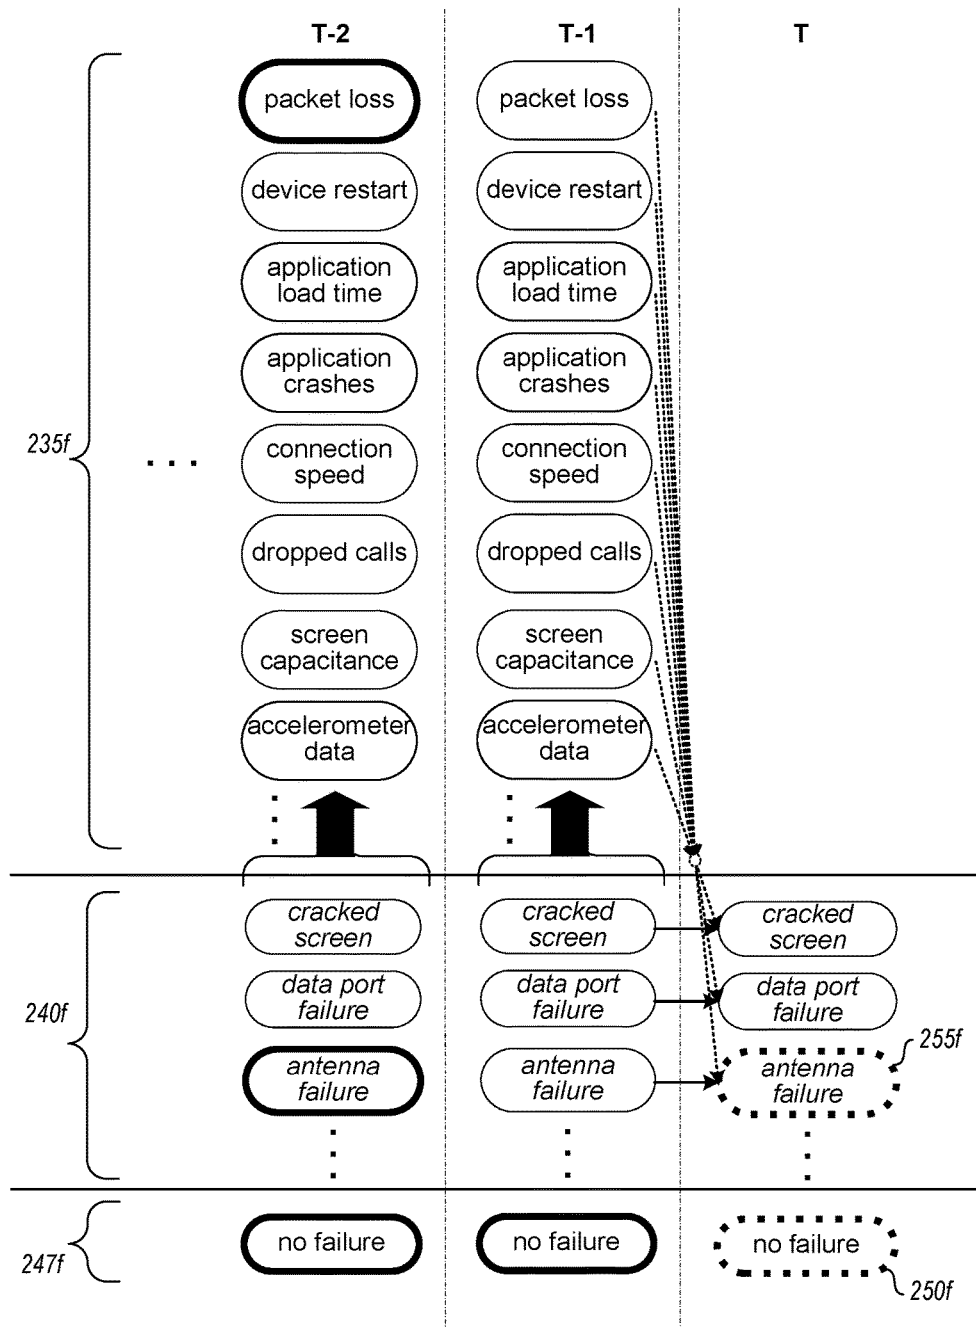 T-2
T-1
T
packet loss
packet loss
device restart
device restart
application
load time
application
load time
application
crashes
application
crashes
235f
connection
speed
connection
speed
dropped calls
dropped calls
screen
capacitance
screen
capacitance
accelerometer
data
accelerometer
data
cracked
screen
cracked
screen
cracked
screen
240f
data port
failure
data port
failure
data port
failure
255f
antenna
failure
antenna
failure
antenna
failure
247f
no failure
no failure
no failure
250f